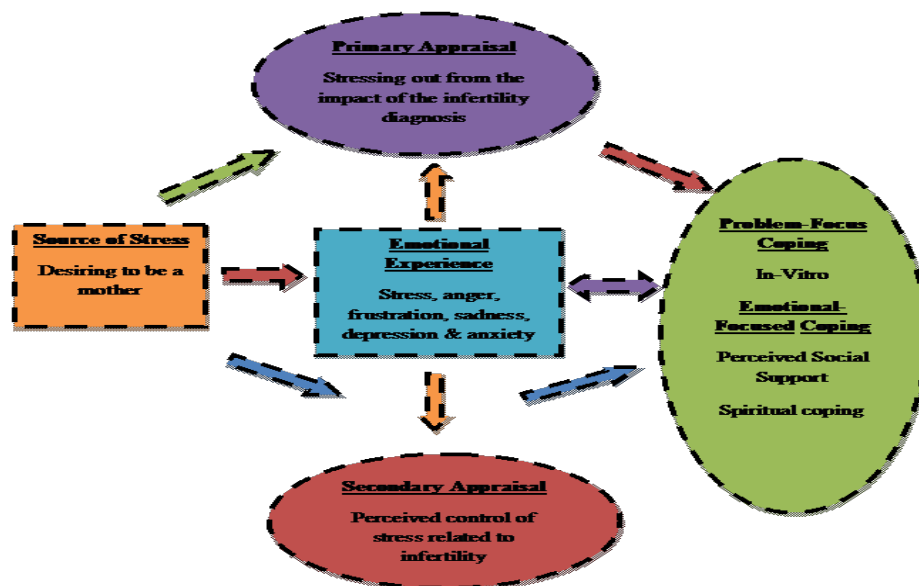 Primary Appraisal
Stressing out from the
impact of the infertility
diagnosis
Source of Stress
Desiring to be a
mother
Emotional
Experience
Stress, anger,
frustration, sadness,
depression & anxiety
Problem-Focus
Coping
In-Vitro
Emotional-
Focused Coping
Perceived Social
Support
Spiritual coping
Secondary Appraisal
Perceived control of
stress related to
infertility